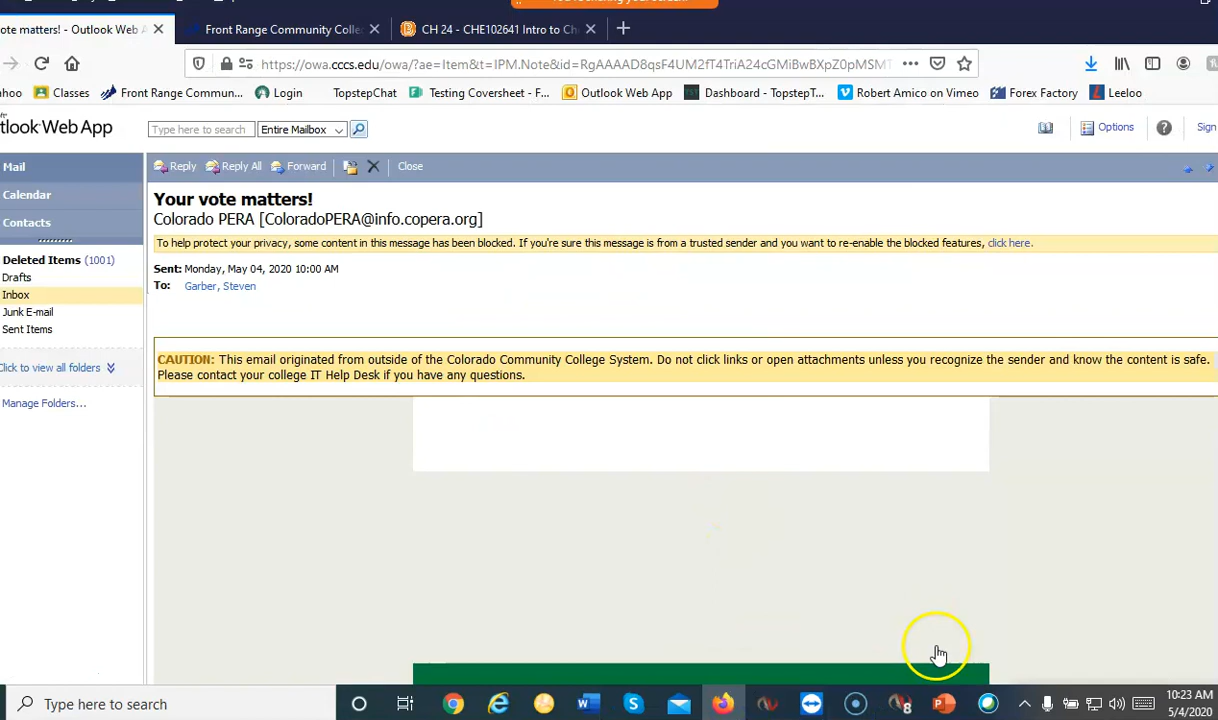 ote matters! - Outlook Web A
Front Range Community Colle
CH 24 - CHE102641 Intro to Ch
https://owa.cccs.edu/owa/?ae=Item&t=IPM.Note&id=RgAAAAD8qsF4UM2fT4TriA24cGMiBwBXpZ0pMSMT
hoo
Classes
Front Range Commun...
Login
TopstepChat
Testing Coversheet - F...
Outlook Web App
Dashboard - TopstepT...
Robert Amico on Vimeo
Forex Factory
Leeloo
tlook Web App
Type here to search
Entire Mailbox
Options
Sign
Mail
Reply
Reply All
Forward
Close
Calendar
Contacts
Deleted Items (1001)
Drafts
Inbox
Junk E-mail
Sent Items
Click to view all folders
Manage Folders...
Your vote matters!
Colorado PERA [ColoradoPERA@info.copera.org]
To help protect your privacy, some content in this message has been blocked. If you're sure this message is from a trusted sender and you want to re-enable the blocked features, click here.
Sent: Monday, May 04, 2020 10:00 AM
To: Garber, Steven
CAUTION: This email originated from outside of the Colorado Community College System. Do not click links or open attachments unless you recognize the sender and know the content is safe.
Please contact your college IT Help Desk if you have any questions.
Type here to search
10:23 AM
5/4/2020